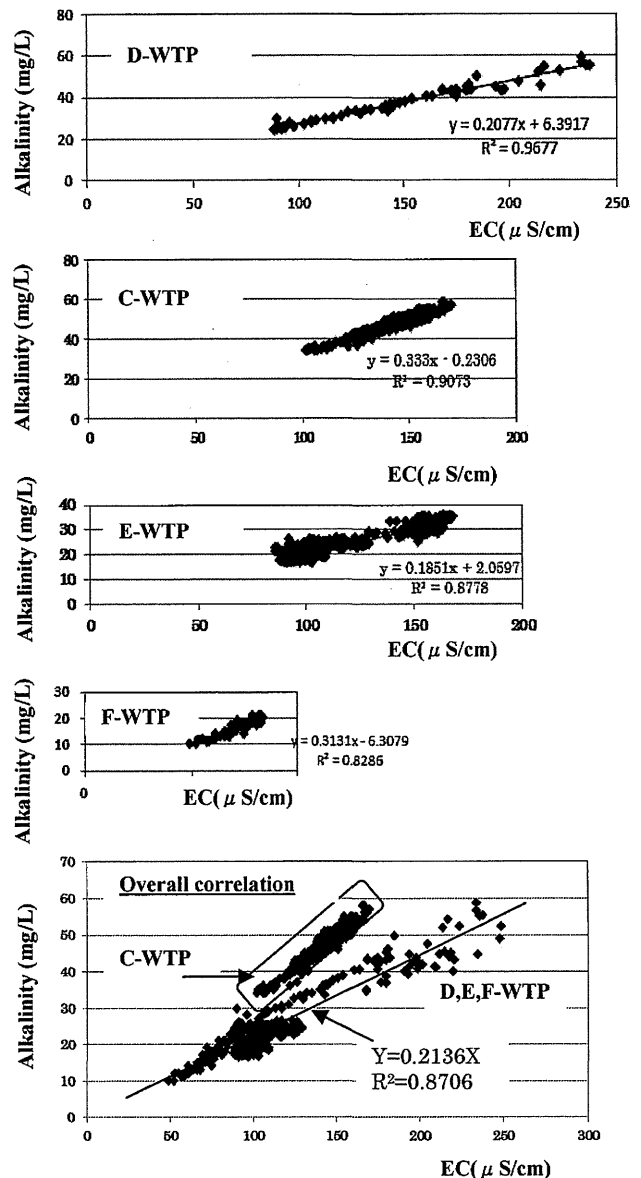 Alkalinity (mg/L)
80
60
40
20
0
D-WTP
y = 0.2077x + 6.3917
R² = 0.9677
0
50
100
150
200
250
EC( μ S/cm)
Alkalinity (mg/L)
80
60
40
20
0
C-WTP
y = 0.333x - 0.2306
R² = 0.9073
0
50
100
150
200
EC( μ S/cm)
Alkalinity (mg/L)
40
30
20
10
0
E-WTP
y = 0.1851x + 2.0597
R² = 0.8778
0
50
100
150
200
EC( μ S/cm)
Alkalinity (mg/L)
30
20
10
0
F-WTP
y = 0.3131x - 6.3079
R² = 0.8286
0
EC( μ S/cm)
Alkalinity (mg/L)
70
60
50
40
30
20
10
0
Overall correlation
C-WTP
D,E,F-WTP
Y=0.2136X
R²=0.8706
0
50
100
150
200
250
300
EC( μ S/cm)